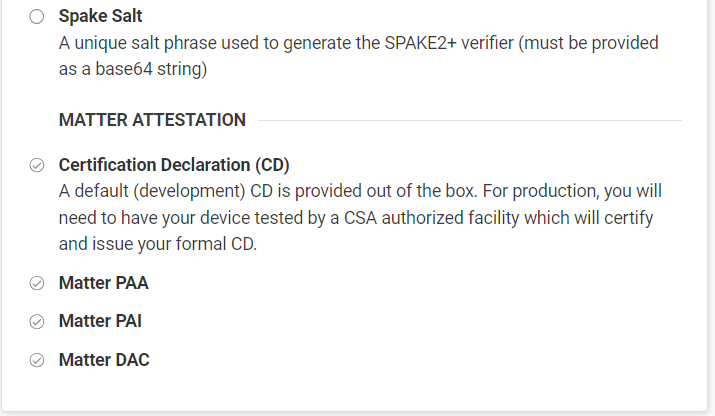 Spake Salt
A unique salt phrase used to generate the SPAKE2+ verifier (must be provided
as a base64 string)
MATTER ATTESTATION
Certification Declaration (CD)
A default (development) CD is provided out of the box. For production, you will
need to have your device tested by a CSA authorized facility which will certify
and issue your formal CD.
Matter PAA
Matter PAI
Matter DAC